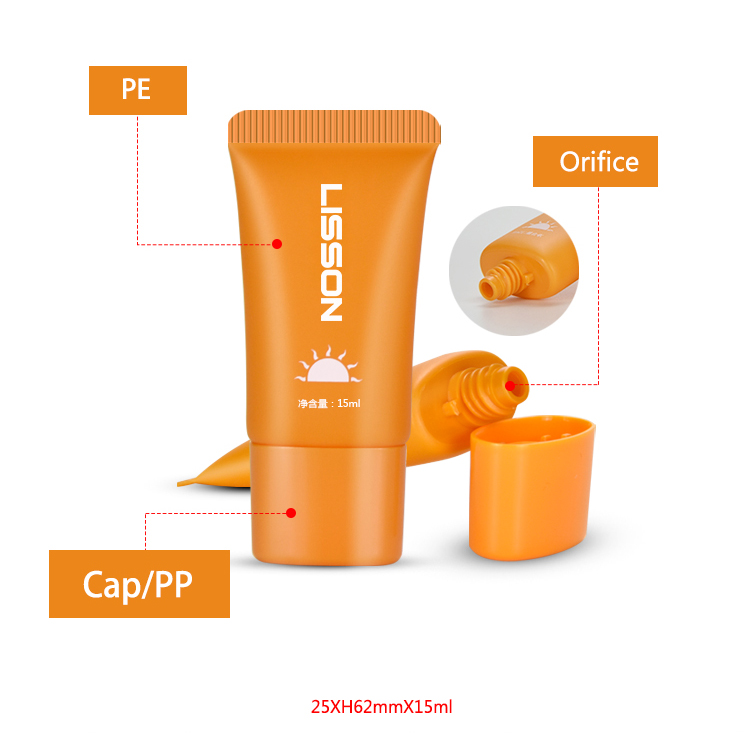 PE
Orifice
LISSON
净含量：15ml
Cap/PP
25XH62mmX15ml